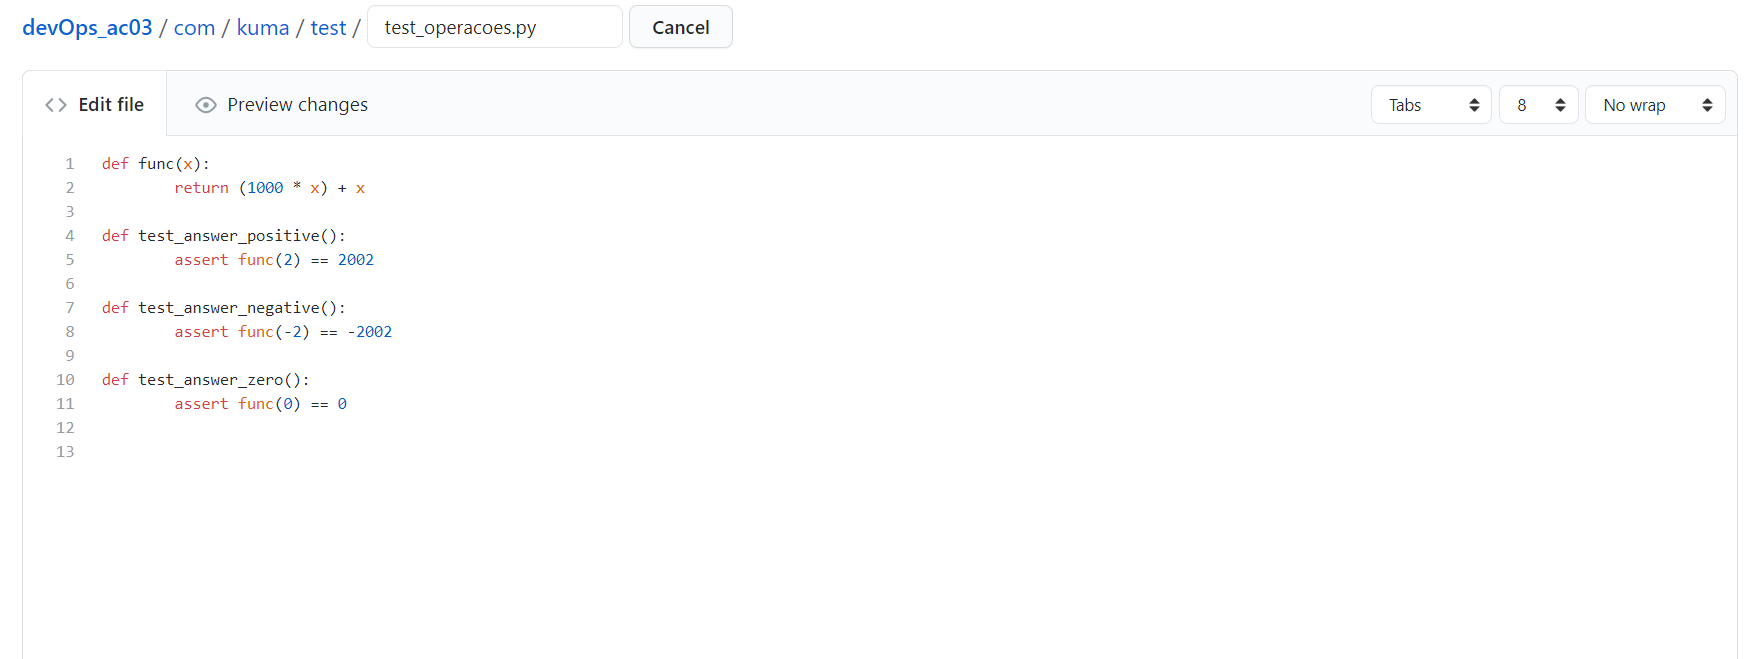 devOps_ac03 / com / kuma / test / test_operacoes.py Cancel
Edit file Preview changes Tabs 8 No wrap
1 def func(x):
2 return (1000 * x) + x
3
4 def test_answer_positive():
5 assert func(2) == 2002
6
7 def test_answer_negative():
8 assert func(-2) == -2002
9
10 def test_answer_zero():
11 assert func(0) == 0
12
13